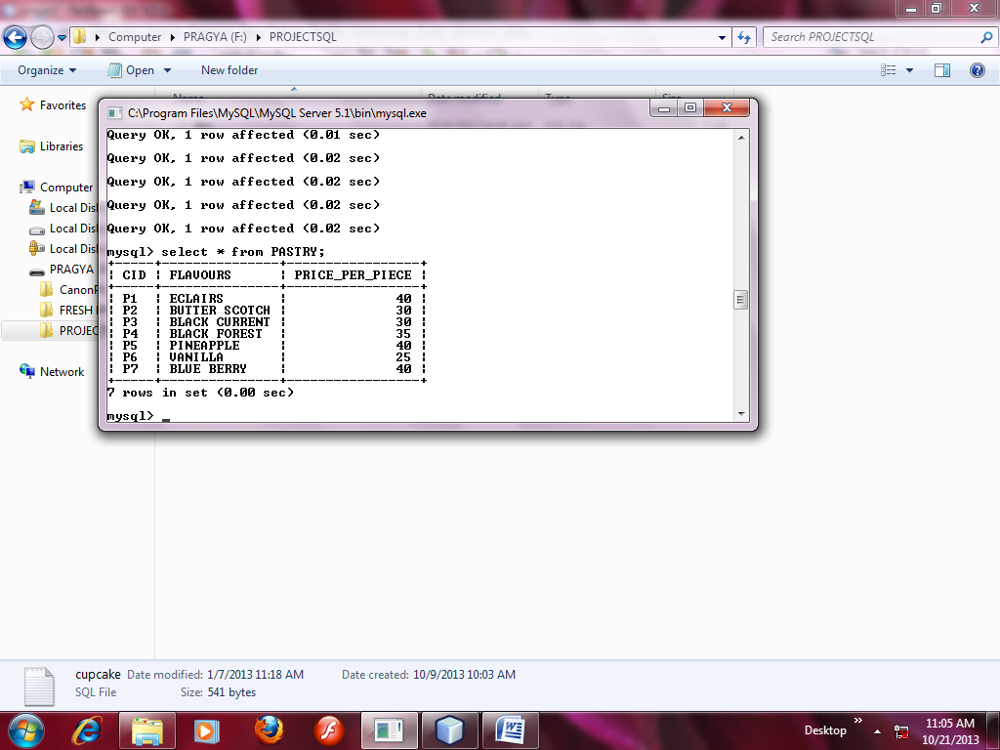 Computer ▸ PRAGYA (F:) ▸ PROJECTSQL
Search PROJECTSQL
Organize Open New folder
Favorites
Libraries
Computer
Local Dis
Local Dis
Local Dis
PRAGYA
CanonP
FRESH
PROJEC
Network
C:\Program Files\MySQL\MySQL Server 5.1\bin\mysql.exe
Query OK, 1 row affected (0.01 sec)
Query OK, 1 row affected (0.02 sec)
Query OK, 1 row affected (0.02 sec)
Query OK, 1 row affected (0.02 sec)
Query OK, 1 row affected (0.02 sec)
mysql> select * from PASTRY;
+-----+---------------+-----------------+
| CID | FLAVOURS | PRICE_PER_PIECE |
+-----+---------------+-----------------+
| P1 | ECLAIRS | 40 |
| P2 | BUTTER SCOTCH | 30 |
| P3 | BLACK CURRENT | 30 |
| P4 | BLACK FOREST | 35 |
| P5 | PINEAPPLE | 40 |
| P6 | VANILLA | 25 |
| P7 | BLUE BERRY | 40 |
+-----+---------------+-----------------+
7 rows in set (0.00 sec)
mysql> _
cupcake Date modified: 1/7/2013 11:18 AM Date created: 10/9/2013 10:03 AM
SQL File Size: 541 bytes
Desktop »
11:05 AM
10/21/2013